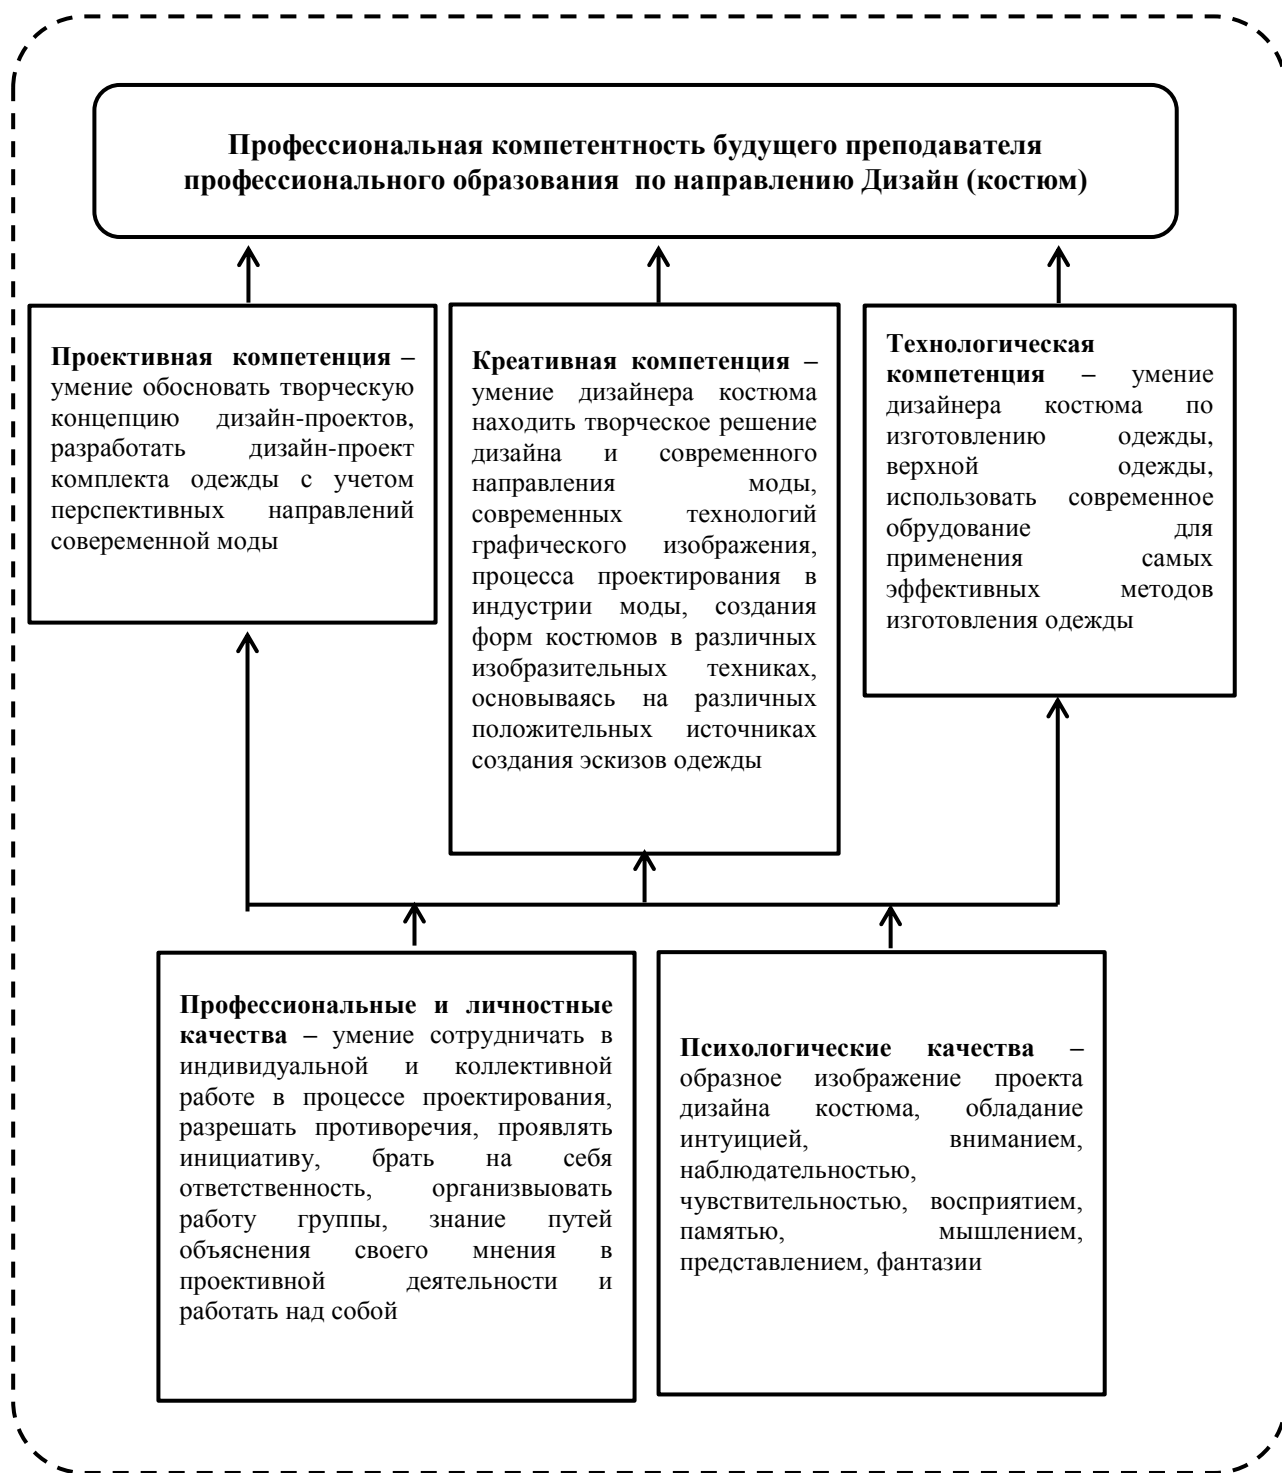 Профессиональная компетентность будущего преподавателя
профессионального образования по направлению Дизайн (костюм)
Проективная компетенция –
умение обосновать творческую
концепцию дизайн-проектов,
разработать дизайн-проект
комплекта одежды с учетом
перспективных направлений
совеременной моды
Креативная компетенция –
умение дизайнера костюма
находить творческое решение
дизайна и современного
направления моды,
современных технологий
графического изображения,
процесса проектирования в
индустрии моды, создания
форм костюмов в различных
изобразительных техниках,
основываясь на различных
положительных источниках
создания эскизов одежды
Технологическая
компетенция – умение
дизайнера костюма по
изготовлению одежды,
верхной одежды,
использовать современное
обрудование для
применения самых
эффективных методов
изготовления одежды
Профессиональные и личностные
качества – умение сотрудничать в
индивидуальной и коллективной
работе в процессе проектирования,
разрешать противоречия, проявлять
инициативу, брать на себя
ответственность, организвыовать
работу группы, знание путей
объяснения своего мнения в
проективной деятельности и
работать над собой
Психологические качества –
образное изображение проекта
дизайна костюма, обладание
интуицией, вниманием,
наблюдательностью,
чувствительностью, восприятием,
памятью, мышлением,
представлением, фантазии